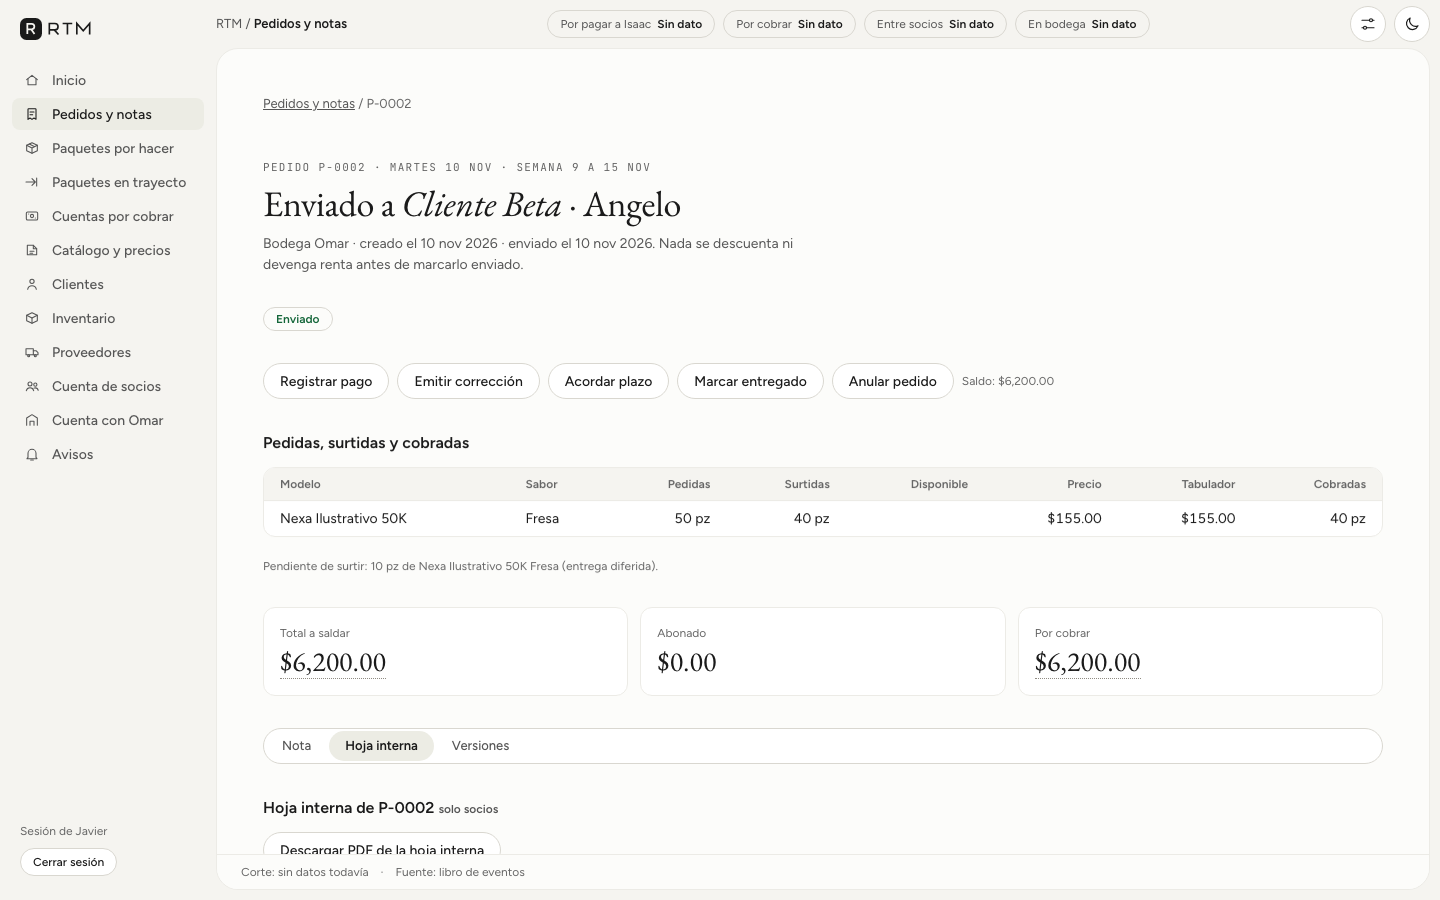 R RTM
RTM / Pedidos y notas
Por pagar a Isaac Sin dato
Por cobrar Sin dato
Entre socios Sin dato
En bodega Sin dato
Inicio
Pedidos y notas
Paquetes por hacer
Paquetes en trayecto
Cuentas por cobrar
Catálogo y precios
Clientes
Inventario
Proveedores
Cuenta de socios
Cuenta con Omar
Avisos
Sesión de Javier
Cerrar sesión
Pedidos y notas / P-0002
PEDIDO P-0002 · MARTES 10 NOV · SEMANA 9 A 15 NOV
Enviado a Cliente Beta · Angelo
Bodega Omar · creado el 10 nov 2026 · enviado el 10 nov 2026. Nada se descuenta ni
devenga renta antes de marcarlo enviado.
Enviado
Registrar pago
Emitir corrección
Acordar plazo
Marcar entregado
Anular pedido
Saldo: $6,200.00
Pedidas, surtidas y cobradas
Modelo Sabor Pedidas Surtidas Disponible Precio Tabulador Cobradas
Nexa Ilustrativo 50K Fresa 50 pz 40 pz $155.00 $155.00 40 pz
Pendiente de surtir: 10 pz de Nexa Ilustrativo 50K Fresa (entrega diferida).
Total a saldar
$6,200.00
Abonado
$0.00
Por cobrar
$6,200.00
Nota
Hoja interna
Versiones
Hoja interna de P-0002 solo socios
Descargar PDF de la hoja interna
Corte: sin datos todavía · Fuente: libro de eventos